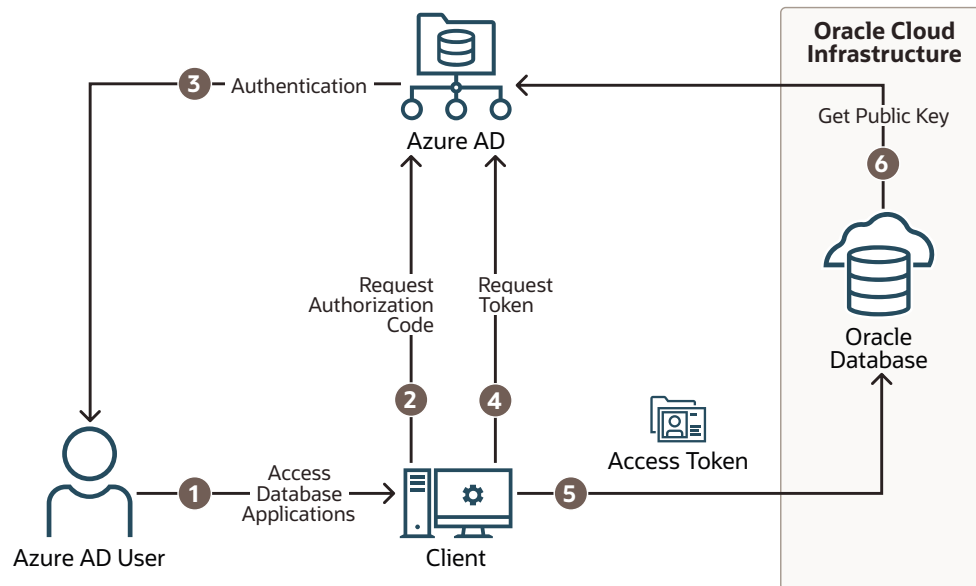 Oracle Cloud
Infrastructure
3
Authentication
Azure AD
Get Public Key
6
Request
Authorization
Code
Request
Token
Oracle
Database
2
4
Access Token
1
Access
Database
Applications
5
Azure AD User
Client